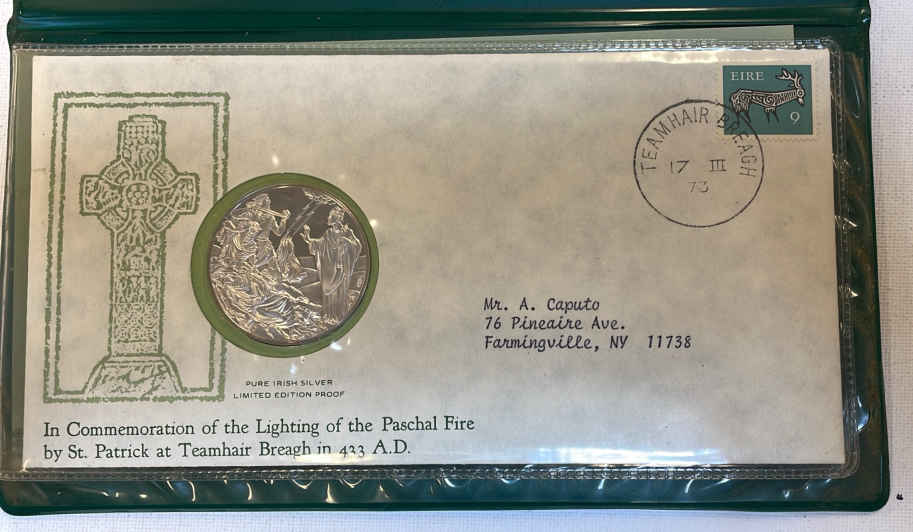 EIRE
9
TEAMHAIR BREAGH
17 III
73
Mr. A. Caputo
76 Pineaire Ave.
Farmingville, NY 11738
PURE IRISH SILVER
LIMITED EDITION PROOF
In Commemoration of the Lighting of the Paschal Fire
by St. Patrick at Teamhair Breagh in 433 A.D.